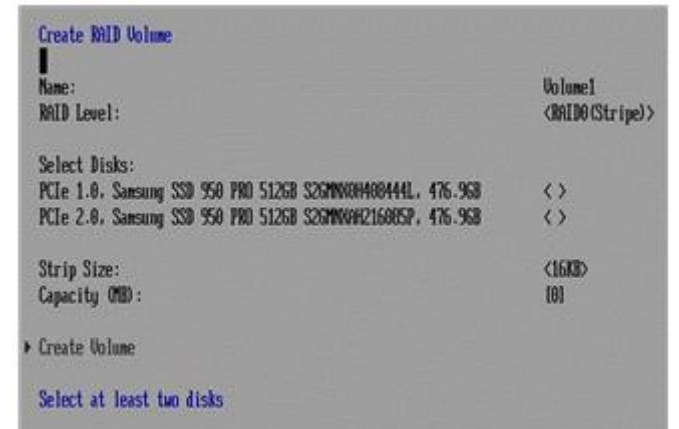 Create RAID Volume
Name: Volume1
RAID Level: <RAID0(Stripe)>
Select Disks:
PCIe 1.0, Samsung SSD 950 PRO 512GB 476.9GB < >
PCIe 2.0, Samsung SSD 950 PRO 512GB 476.9GB < >
Strip Size: <16KB>
Capacity (MB): [0]
Create Volume
Select at least two disks